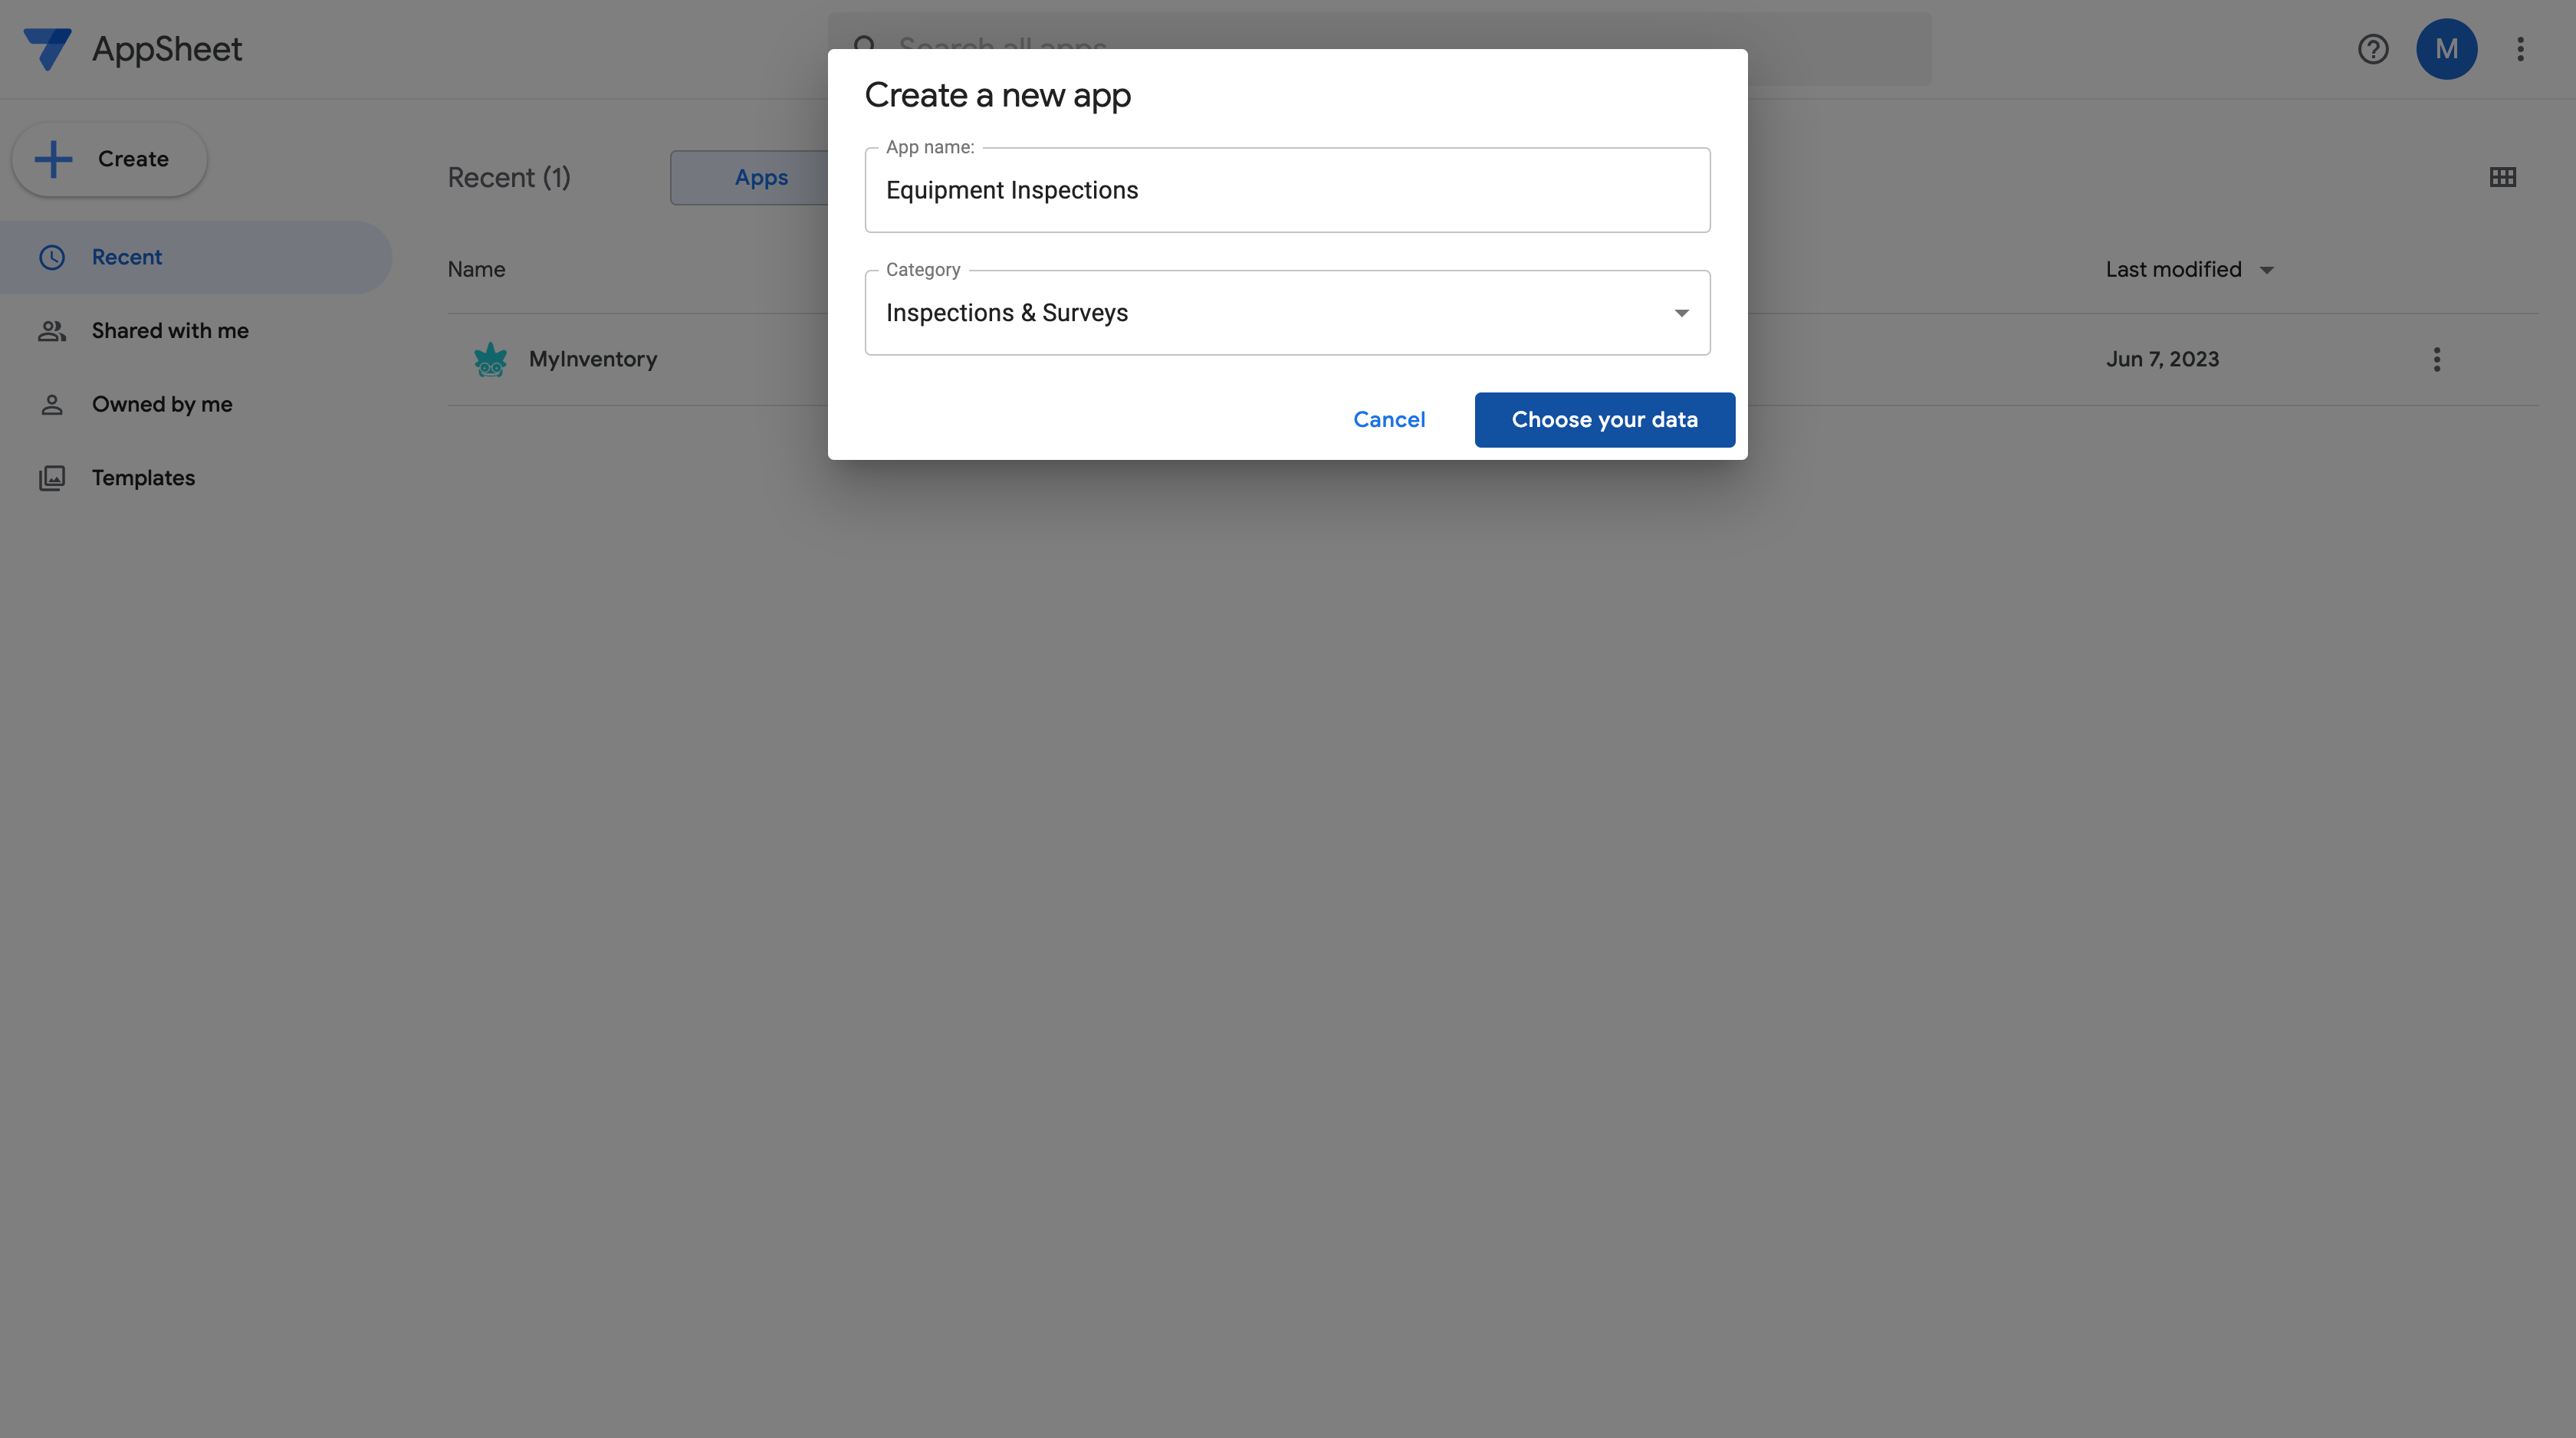 AppSheet
Search all apps
M
Create a new app
App name:
Equipment Inspections
Category
Inspections & Surveys
Cancel
Choose your data
Create
Recent
Shared with me
Owned by me
Templates
Recent (1)
Apps
Name
Last modified
MyInventory
Jun 7, 2023